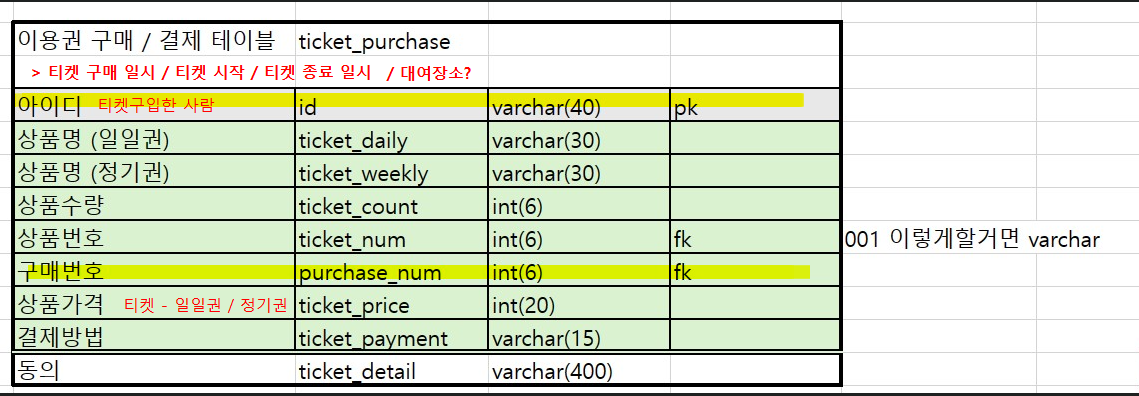 이용권 구매 / 결제 테이블 ticket_purchase
> 티켓 구매 일시 / 티켓 시작 / 티켓 종료 일시 / 대여장소?
아이디 티켓구입한 사람 id varchar(40) pk
상품명 (일일권) ticket_daily varchar(30)
상품명 (정기권) ticket_weekly varchar(30)
상품수량 ticket_count int(6)
상품번호 ticket_num int(6) fk 001 이렇게할거면 varchar
구매번호 purchase_num int(6) fk
상품가격 티켓 - 일일권 / 정기권 ticket_price int(20)
결제방법 ticket_payment varchar(15)
동의 ticket_detail varchar(400)